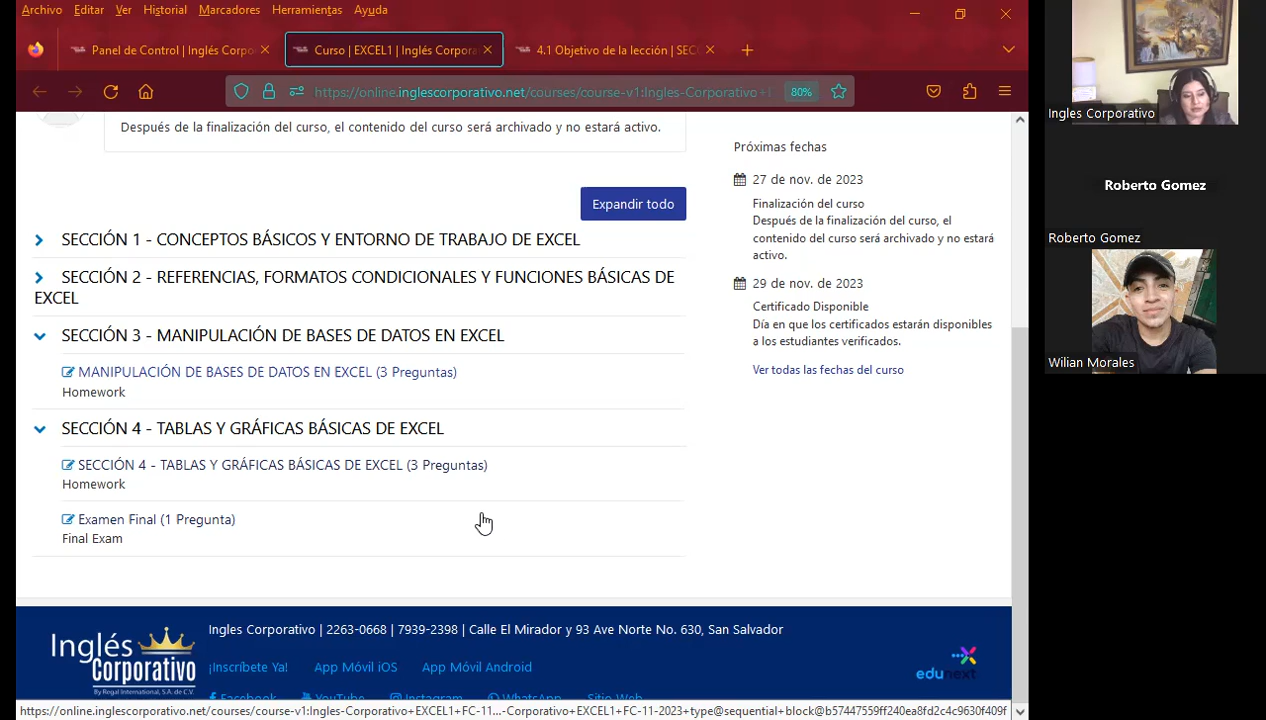 Archivo Editar Ver Historial Marcadores Herramientas Ayuda
Panel de Control | Inglés Corpo
Curso | EXCEL1 | Inglés Corpora
4.1 Objetivo de la lección | SEC
https://online.inglescorporativo.net/courses/course-v1:Ingles-Corporativo+ 80%
Después de la finalización del curso, el contenido del curso será archivado y no estará activo.
Expandir todo
SECCIÓN 1 - CONCEPTOS BÁSICOS Y ENTORNO DE TRABAJO DE EXCEL
SECCIÓN 2 - REFERENCIAS, FORMATOS CONDICIONALES Y FUNCIONES BÁSICAS DE
EXCEL
SECCIÓN 3 - MANIPULACIÓN DE BASES DE DATOS EN EXCEL
MANIPULACIÓN DE BASES DE DATOS EN EXCEL (3 Preguntas)
Homework
SECCIÓN 4 - TABLAS Y GRÁFICAS BÁSICAS DE EXCEL
SECCIÓN 4 - TABLAS Y GRÁFICAS BÁSICAS DE EXCEL (3 Preguntas)
Homework
Examen Final (1 Pregunta)
Final Exam
Próximas fechas
27 de nov. de 2023
Finalización del curso
Después de la finalización del curso, el
contenido del curso será archivado y no estará
activo.
29 de nov. de 2023
Certificado Disponible
Día en que los certificados estarán disponibles
a los estudiantes verificados.
Ver todas las fechas del curso
Inglés
Corporativo
By Regal International, S.A. de C.V.
Ingles Corporativo | 2263-0668 | 7939-2398 | Calle El Mirador y 93 Ave Norte No. 630, San Salvador
¡Inscríbete Ya! App Móvil iOS App Móvil Android
Facebook YouTube Instagram WhatsApp Sitio Web
edunext
https://online.inglescorporativo.net/courses/course-v1:Ingles-Corporativo+EXCEL1+FC-11...-Corporativo+EXCEL1+FC-11-2023+type@sequential+block@b57447559ff240ea8fd2c4c9630f409f
Ingles Corporativo
Roberto Gomez
Roberto Gomez
Wilian Morales